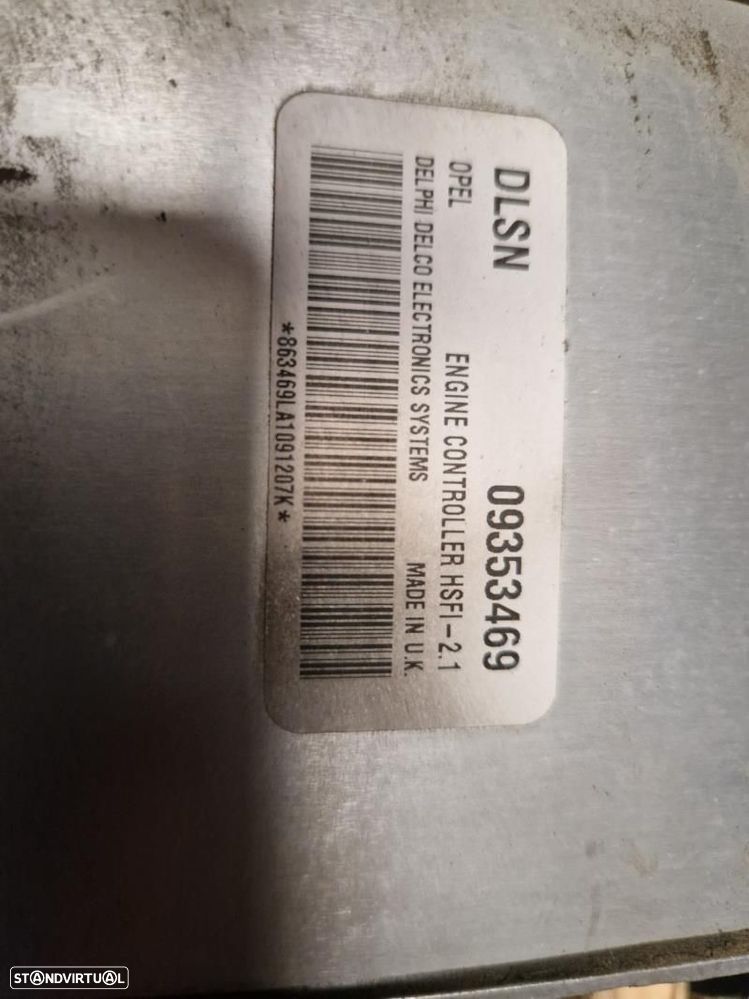 DLSN 09353469
OPEL ENGINE CONTROLLER HSFI-2.1
DELPHI DELCO ELECTRONICS SYSTEMS MADE IN U.K.
*863469LA1091207K*
STANDVIRTUAL